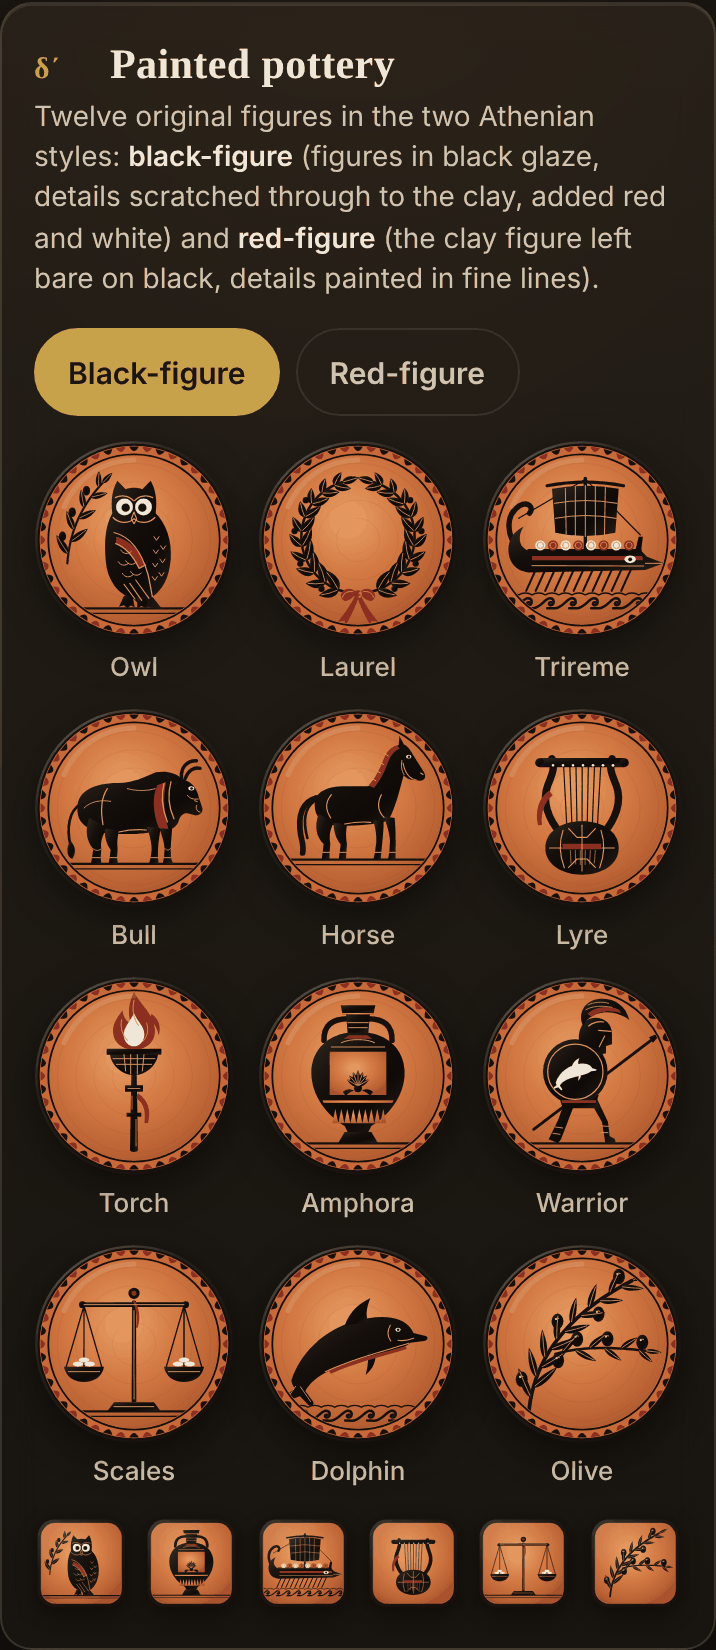 δ΄ Painted pottery
Twelve original figures in the two Athenian
styles: black-figure (figures in black glaze,
details scratched through to the clay, added red
and white) and red-figure (the clay figure left
bare on black, details painted in fine lines).
Black-figure Red-figure
Owl Laurel Trireme
Bull Horse Lyre
Torch Amphora Warrior
Scales Dolphin Olive